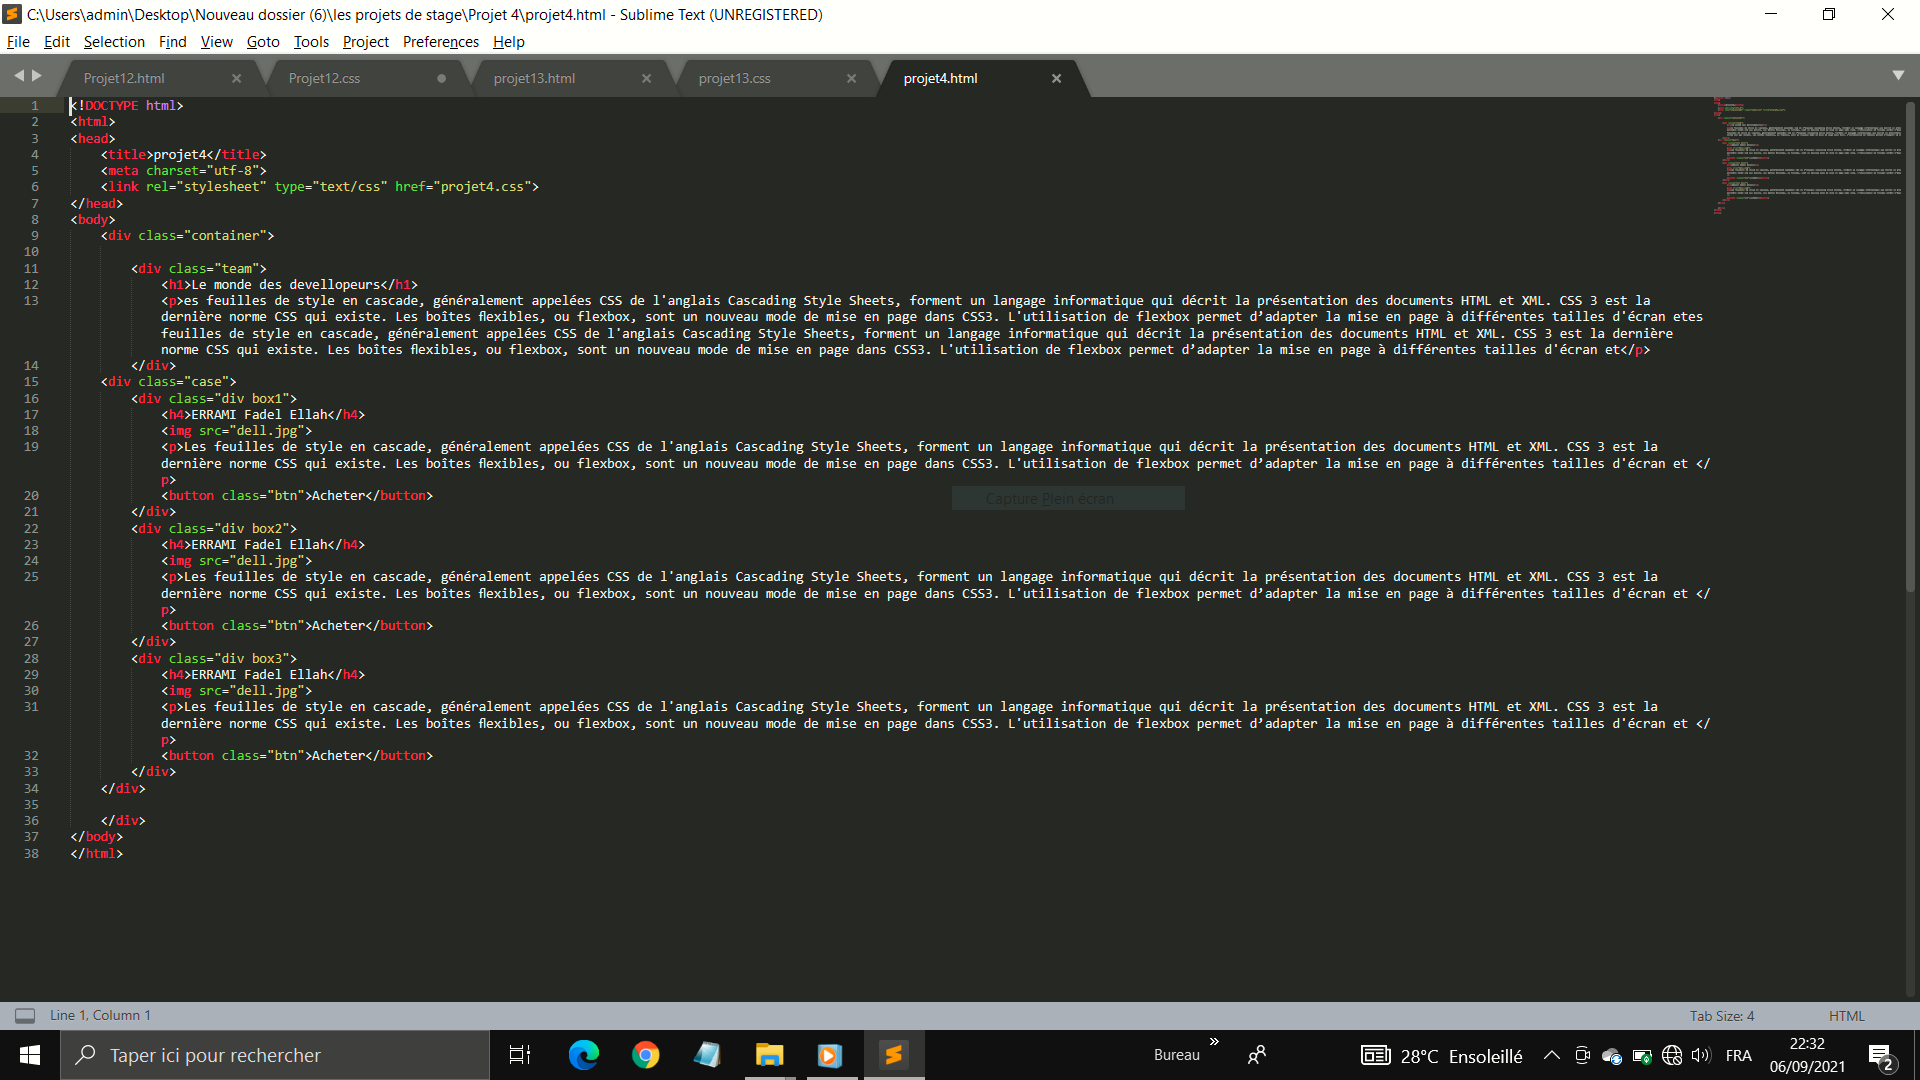 C:\Users\admin\Desktop\Nouveau dossier (6)\les projets de stage\Projet 4\projet4.html - Sublime Text (UNREGISTERED)
File Edit Selection Find View Goto Tools Project Preferences Help
Projet12.html Projet12.css projet13.html projet13.css projet4.html
1 <!DOCTYPE html>
2 <html>
3 <head>
4 <title>projet4</title>
5 <meta charset="utf-8">
6 <link rel="stylesheet" type="text/css" href="projet4.css">
7 </head>
8 <body>
9 <div class="container">
10
11 <div class="team">
12 <h1>Le monde des devellopeurs</h1>
13 <p>es feuilles de style en cascade, généralement appelées CSS de l'anglais Cascading Style Sheets, forment un langage informatique qui décrit la présentation des documents HTML et XML. CSS 3 est la
dernière norme CSS qui existe. Les boîtes flexibles, ou flexbox, sont un nouveau mode de mise en page dans CSS3. L'utilisation de flexbox permet d’adapter la mise en page à différentes tailles d'écran etes
feuilles de style en cascade, généralement appelées CSS de l'anglais Cascading Style Sheets, forment un langage informatique qui décrit la présentation des documents HTML et XML. CSS 3 est la dernière
norme CSS qui existe. Les boîtes flexibles, ou flexbox, sont un nouveau mode de mise en page dans CSS3. L'utilisation de flexbox permet d’adapter la mise en page à différentes tailles d'écran et</p>
14 </div>
15 <div class="case">
16 <div class="div box1">
17 <h4>ERRAMI Fadel Ellah</h4>
18 <img src="dell.jpg">
19 <p>Les feuilles de style en cascade, généralement appelées CSS de l'anglais Cascading Style Sheets, forment un langage informatique qui décrit la présentation des documents HTML et XML. CSS 3 est la
dernière norme CSS qui existe. Les boîtes flexibles, ou flexbox, sont un nouveau mode de mise en page dans CSS3. L'utilisation de flexbox permet d’adapter la mise en page à différentes tailles d'écran et </
p>
20 <button class="btn">Acheter</button>
Capture Plein écran
21 </div>
22 <div class="div box2">
23 <h4>ERRAMI Fadel Ellah</h4>
24 <img src="dell.jpg">
25 <p>Les feuilles de style en cascade, généralement appelées CSS de l'anglais Cascading Style Sheets, forment un langage informatique qui décrit la présentation des documents HTML et XML. CSS 3 est la
dernière norme CSS qui existe. Les boîtes flexibles, ou flexbox, sont un nouveau mode de mise en page dans CSS3. L'utilisation de flexbox permet d’adapter la mise en page à différentes tailles d'écran et </
p>
26 <button class="btn">Acheter</button>
27 </div>
28 <div class="div box3">
29 <h4>ERRAMI Fadel Ellah</h4>
30 <img src="dell.jpg">
31 <p>Les feuilles de style en cascade, généralement appelées CSS de l'anglais Cascading Style Sheets, forment un langage informatique qui décrit la présentation des documents HTML et XML. CSS 3 est la
dernière norme CSS qui existe. Les boîtes flexibles, ou flexbox, sont un nouveau mode de mise en page dans CSS3. L'utilisation de flexbox permet d’adapter la mise en page à différentes tailles d'écran et </
p>
32 <button class="btn">Acheter</button>
33 </div>
34 </div>
35
36 </div>
37 </body>
38 </html>
Line 1, Column 1 Tab Size: 4 HTML
Taper ici pour rechercher Bureau » 28°C Ensoleillé FRA 22:32
06/09/2021 2